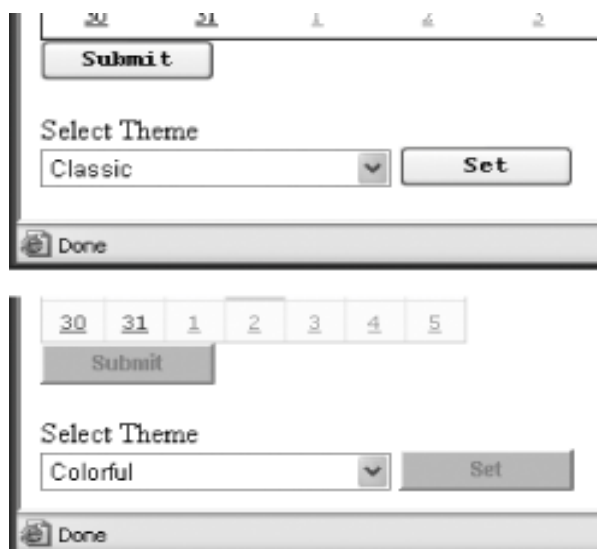 30 31 1 2 3
Submit
Select Theme
Classic Set
Done
30 31 1 2 3 4 5
Submit
Select Theme
Colorful Set
Done